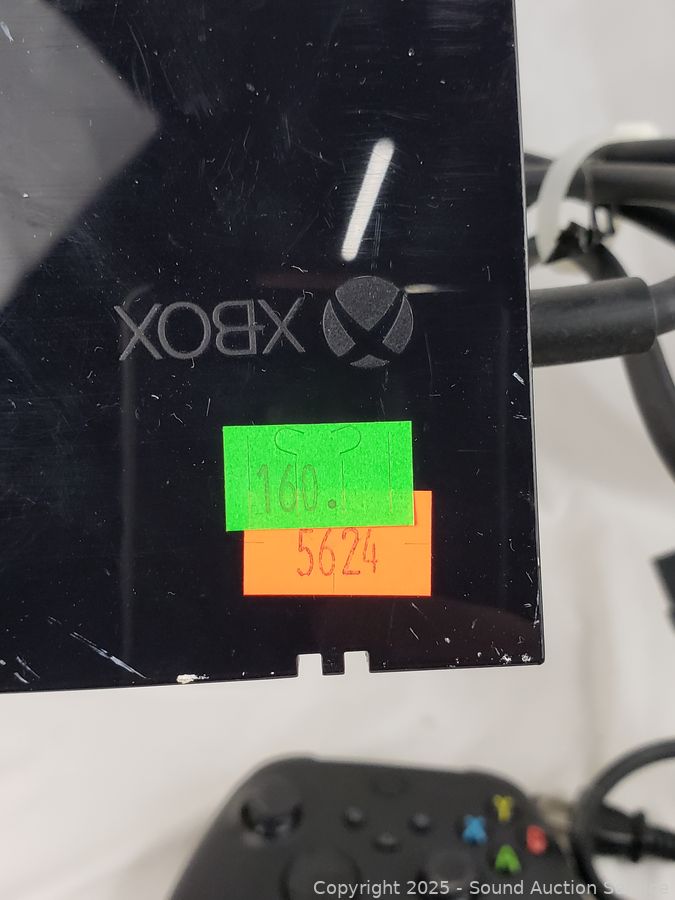 XBOX
160.
5624
Y
X
B
A
Copyright 2025 - Sound Auction Service